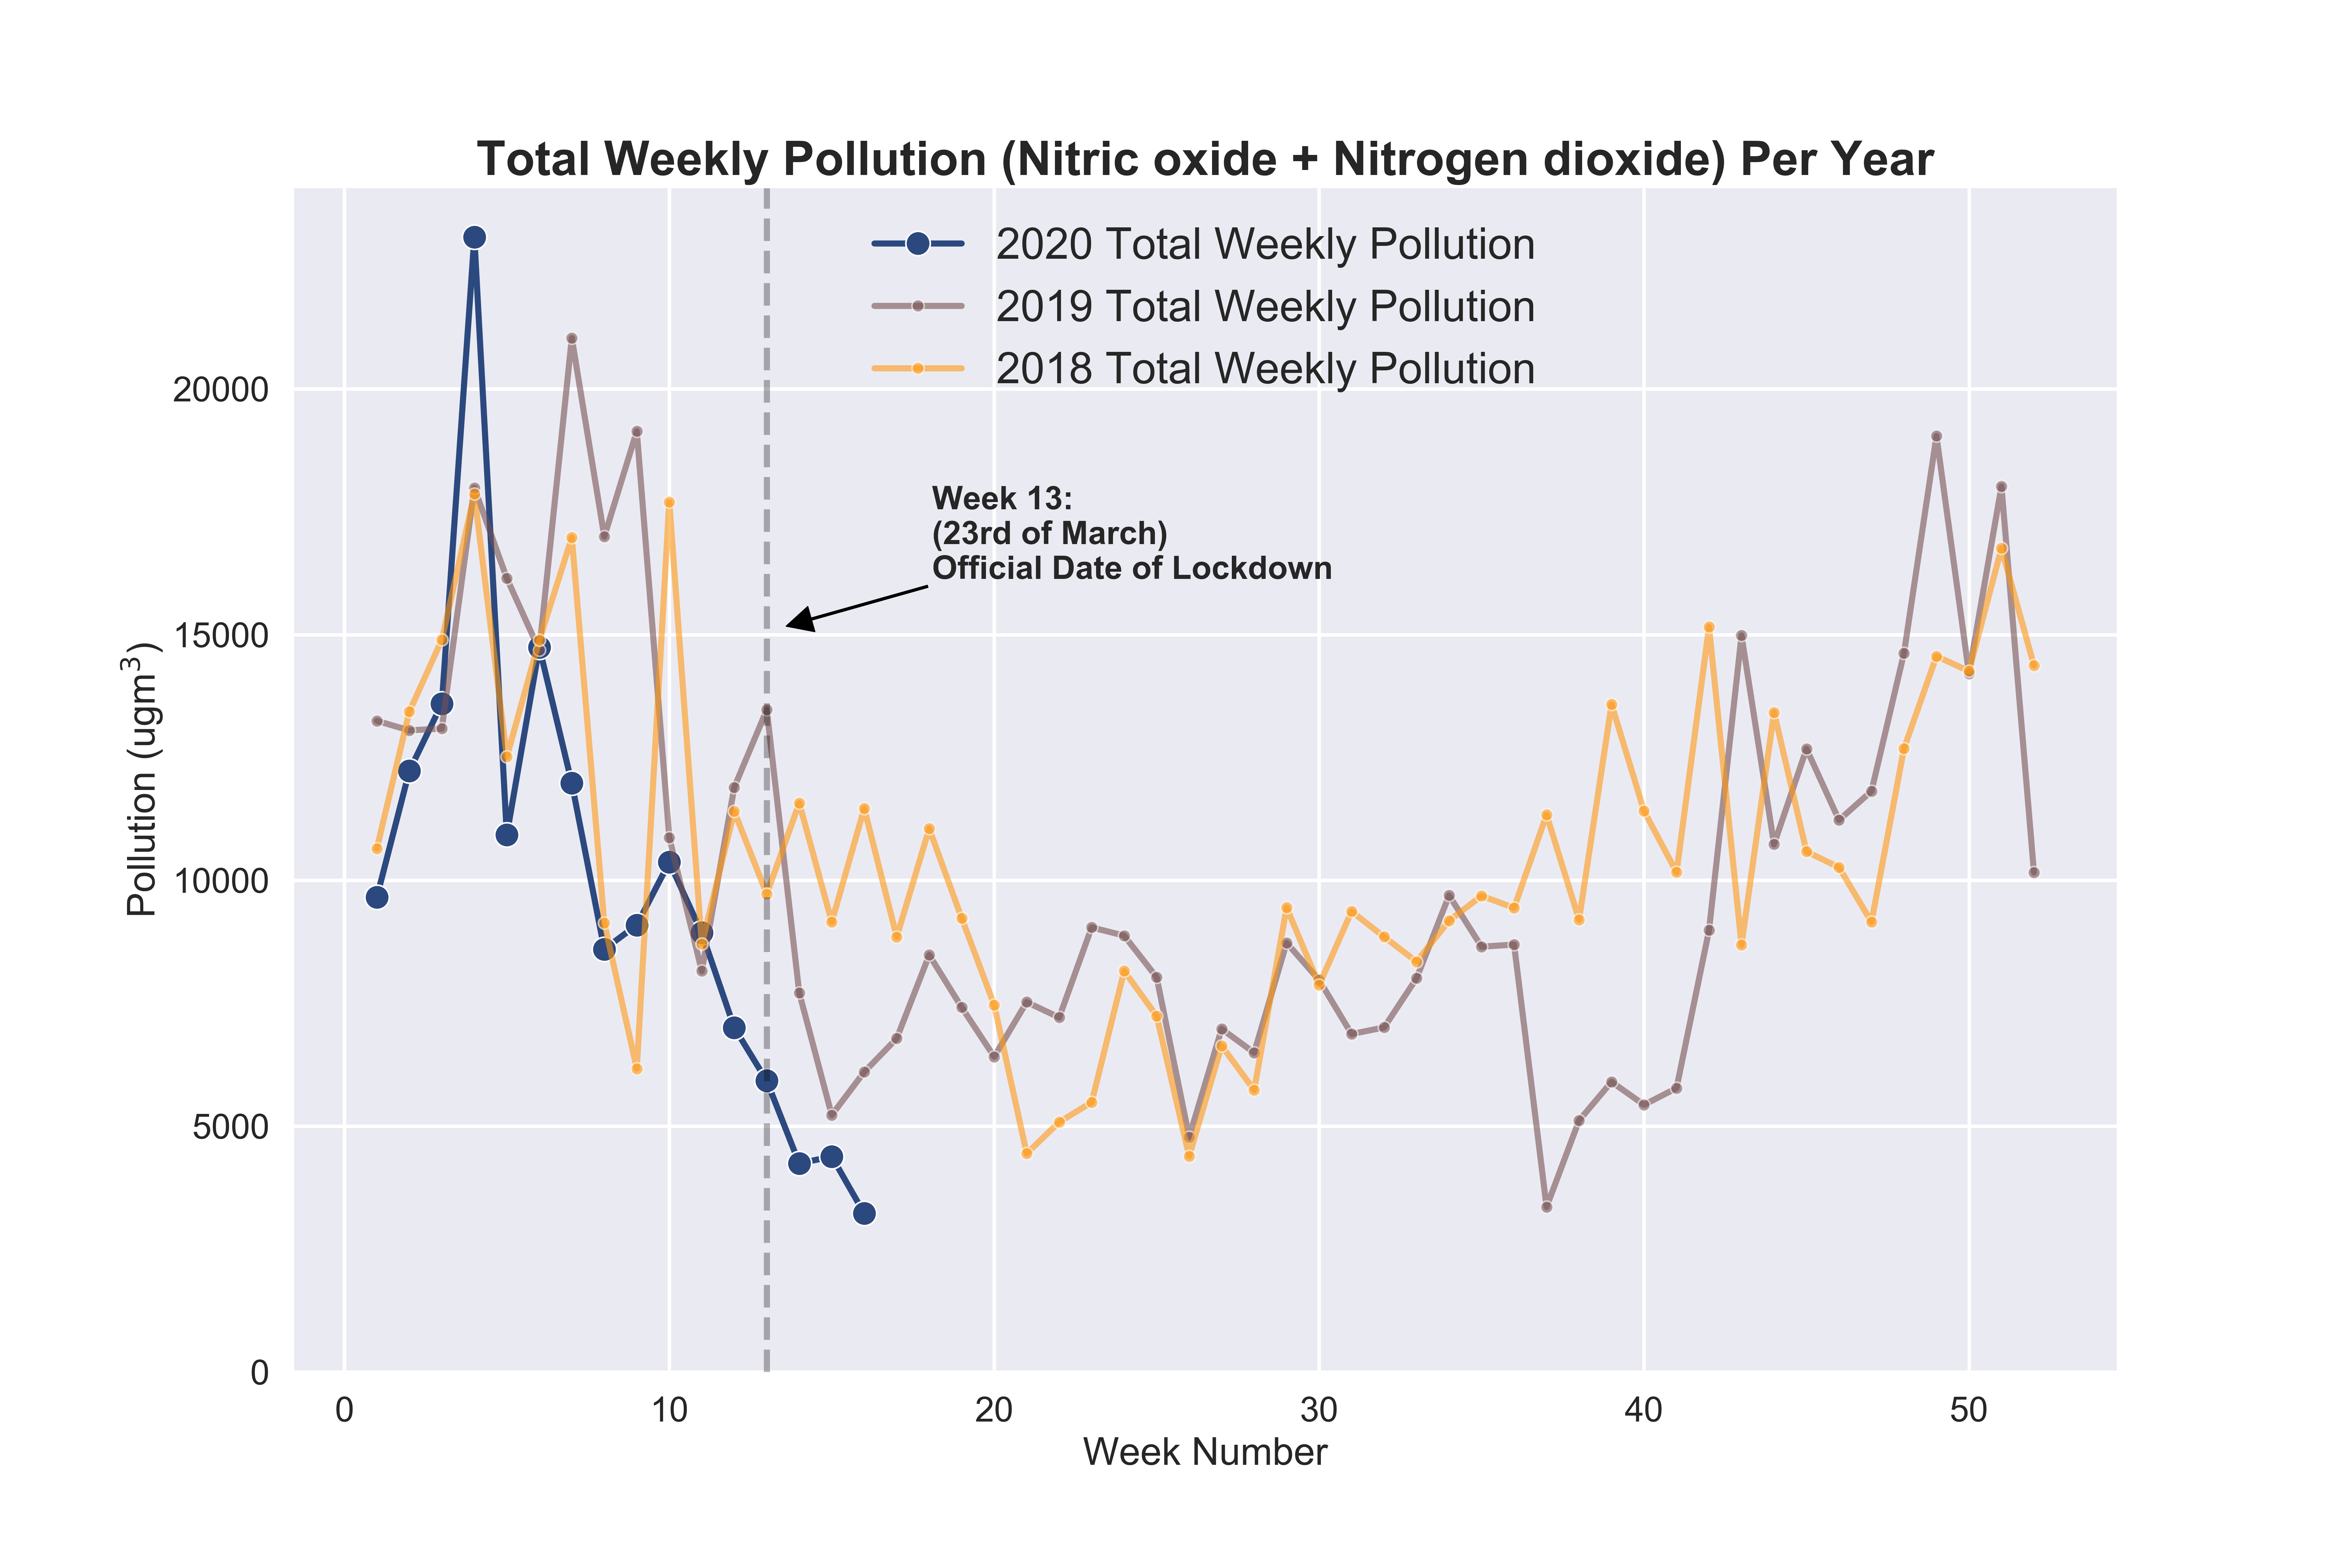 Total Weekly Pollution (Nitric oxide + Nitrogen dioxide) Per Year
2020 Total Weekly Pollution
2019 Total Weekly Pollution
2018 Total Weekly Pollution
Week 13:
(23rd of March)
Official Date of Lockdown
Pollution (ugm³)
20000
15000
10000
5000
0
0 10 20 30 40 50
Week Number